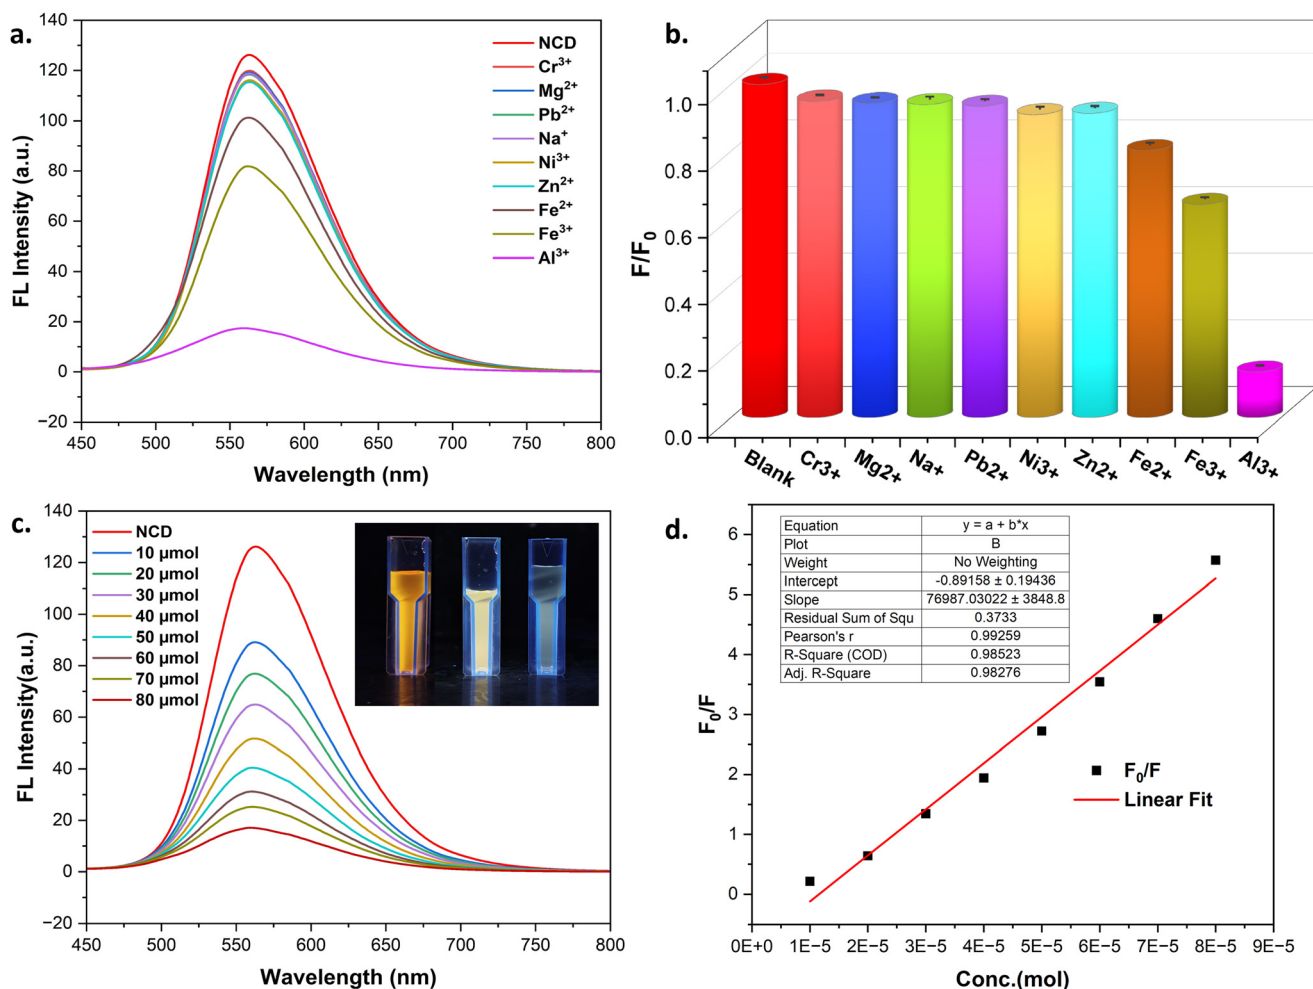 a.
FL Intensity (a.u.)
140
120
100
80
60
40
20
0
−20
450 500 550 600 650 700 750 800
Wavelength (nm)
NCD
Cr3+
Mg2+
Pb2+
Na+
Ni3+
Zn2+
Fe2+
Fe3+
Al3+
b.
F/F0
1.0
0.8
0.6
0.4
0.2
0.0
Blank Cr3+ Mg2+ Na+ Pb2+ Ni3+ Zn2+ Fe2+ Fe3+ Al3+
c.
FL Intensity(a.u.)
140
120
100
80
60
40
20
0
−20
450 500 550 600 650 700 750 800
Wavelength (nm)
NCD
10 μmol
20 μmol
30 μmol
40 μmol
50 μmol
60 μmol
70 μmol
80 μmol
d.
F0/F
6
5
4
3
2
1
0
0E+0 1E−5 2E−5 3E−5 4E−5 5E−5 6E−5 7E−5 8E−5 9E−5
Conc.(mol)
Equation y = a + b*x
Plot B
Weight No Weighting
Intercept -0.89158 ± 0.19436
Slope 76987.03022 ± 3848.8
Residual Sum of Squ 0.3733
Pearson's r 0.99259
R-Square (COD) 0.98523
Adj. R-Square 0.98276
F0/F
Linear Fit